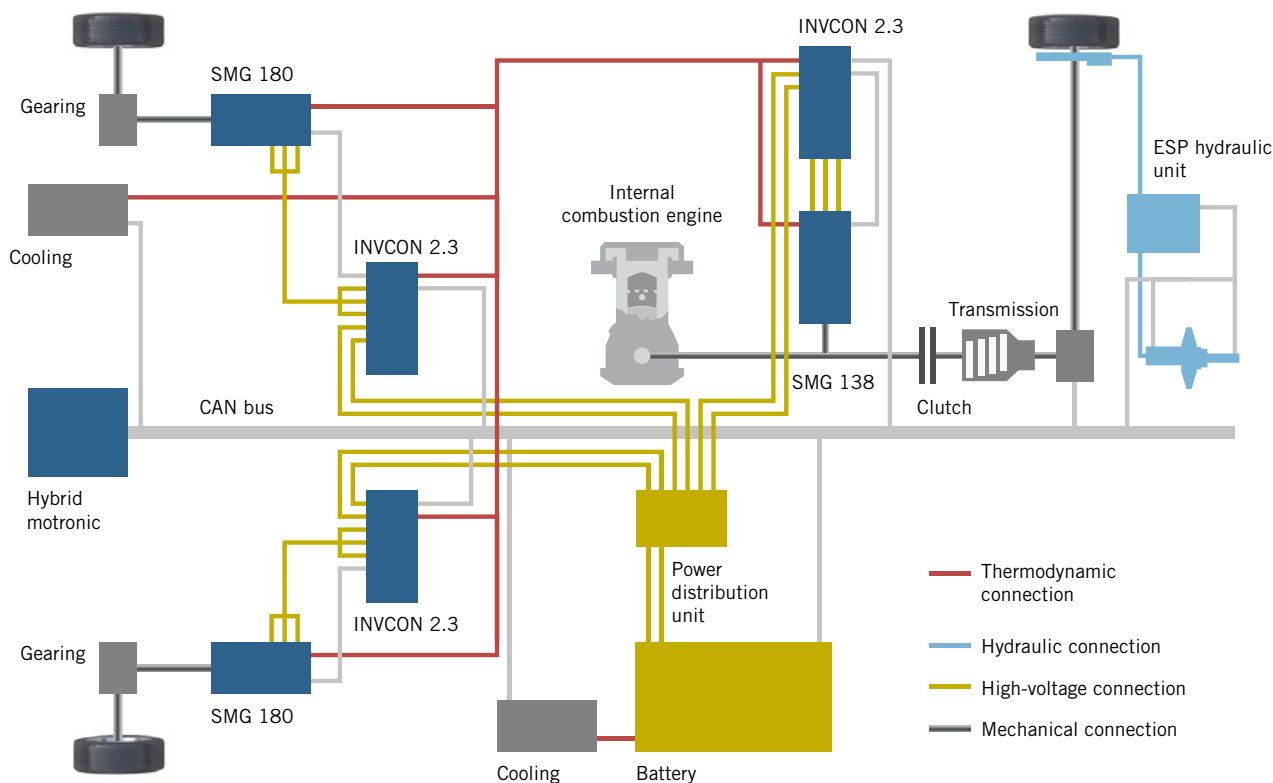 INVCON 2.3
SMG 180
Gearing
ESP hydraulic
unit
Internal
combustion engine
Cooling
INVCON 2.3
Transmission
SMG 138
CAN bus
Clutch
Hybrid
motronic
Power
distribution
unit
INVCON 2.3
Gearing
SMG 180
Cooling
Battery
Thermodynamic
connection
Hydraulic connection
High-voltage connection
Mechanical connection